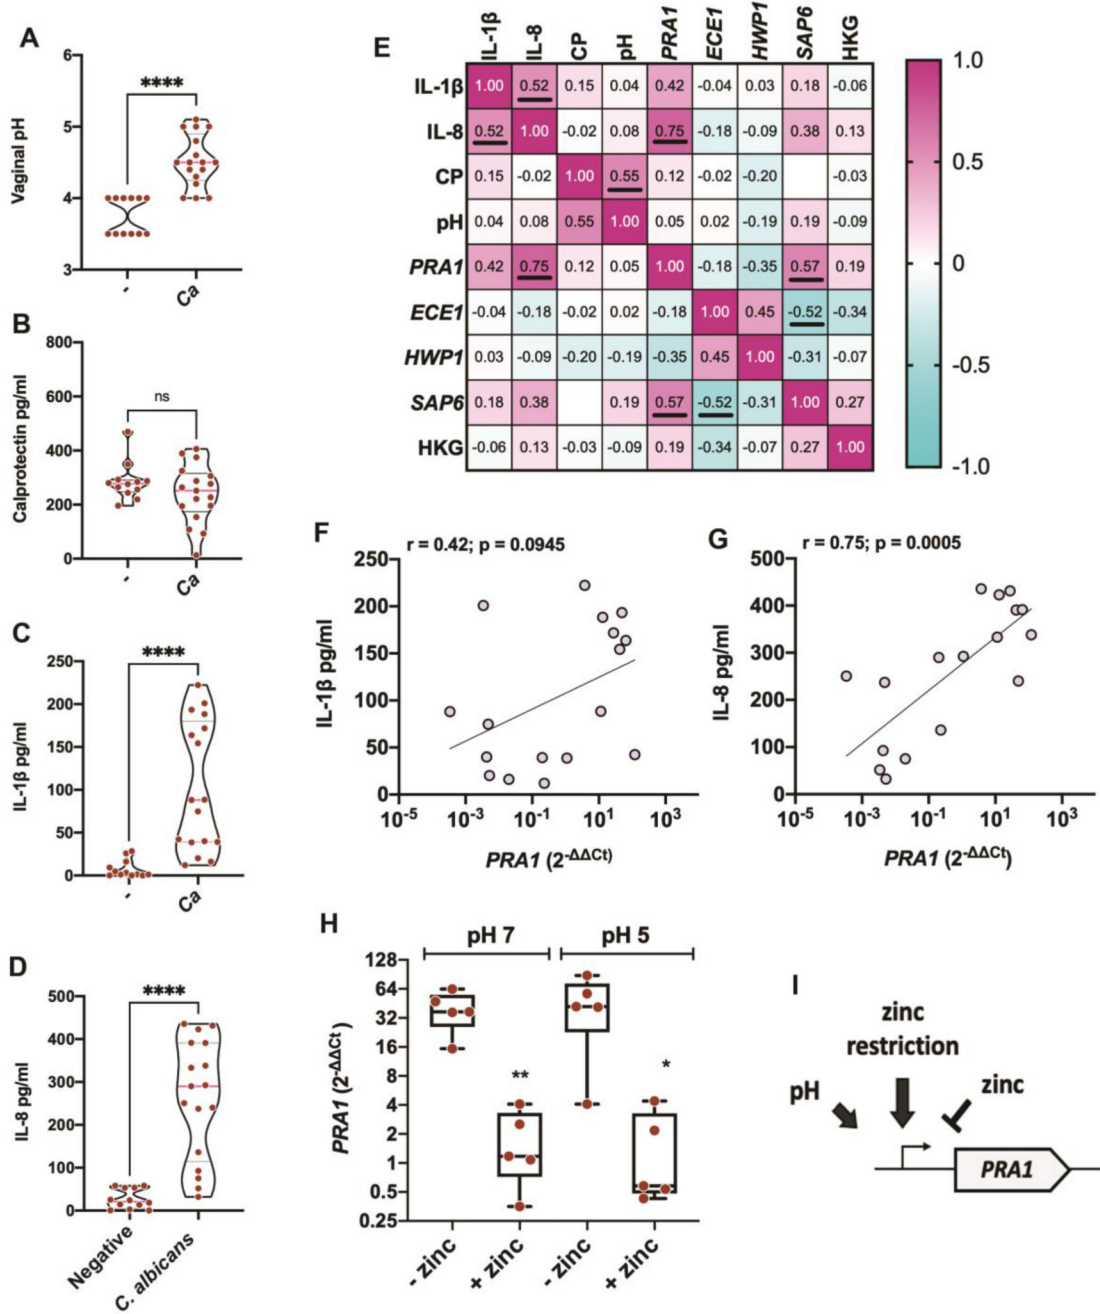 A
Vaginal pH
6
5
4
3
****
-
Ca
B
Calprotectin pg/ml
800
600
400
200
0
ns
-
Ca
C
IL-1β pg/ml
250
200
150
100
50
0
****
-
Ca
D
IL-8 pg/ml
500
400
300
200
100
0
****
Negative
C. albicans
E
IL-1β IL-8 CP pH PRA1 ECE1 HWP1 SAP6 HKG
IL-1β 1.00 0.52 0.15 0.04 0.42 -0.04 0.03 0.18 -0.06
IL-8 0.52 1.00 -0.02 0.08 0.75 -0.18 -0.09 0.38 0.13
CP 0.15 -0.02 1.00 0.55 0.12 -0.02 -0.20 -0.03
pH 0.04 0.08 0.55 1.00 0.05 0.02 -0.19 0.19 -0.09
PRA1 0.42 0.75 0.12 0.05 1.00 -0.18 -0.35 0.57 0.19
ECE1 -0.04 -0.18 -0.02 0.02 -0.18 1.00 0.45 -0.52 -0.34
HWP1 0.03 -0.09 -0.20 -0.19 -0.35 0.45 1.00 -0.31 -0.07
SAP6 0.18 0.38 0.19 0.57 -0.52 -0.31 1.00 0.27
HKG -0.06 0.13 -0.03 -0.09 0.19 -0.34 -0.07 0.27 1.00
1.0
0.5
0
-0.5
-1.0
F
r = 0.42; p = 0.0945
IL-1β pg/ml
250
200
150
100
50
0
10⁻⁵ 10⁻³ 10⁻¹ 10¹ 10³
PRA1 (2^-ΔΔCt)
G
r = 0.75; p = 0.0005
IL-8 pg/ml
500
400
300
200
100
0
10⁻⁵ 10⁻³ 10⁻¹ 10¹ 10³
PRA1 (2^-ΔΔCt)
H
pH 7 pH 5
PRA1 (2^-ΔΔCt )
128
64
32
16
8
4
2
1
0.5
0.25
**
*
- zinc + zinc - zinc + zinc
I
zinc
restriction
pH
zinc
PRA1